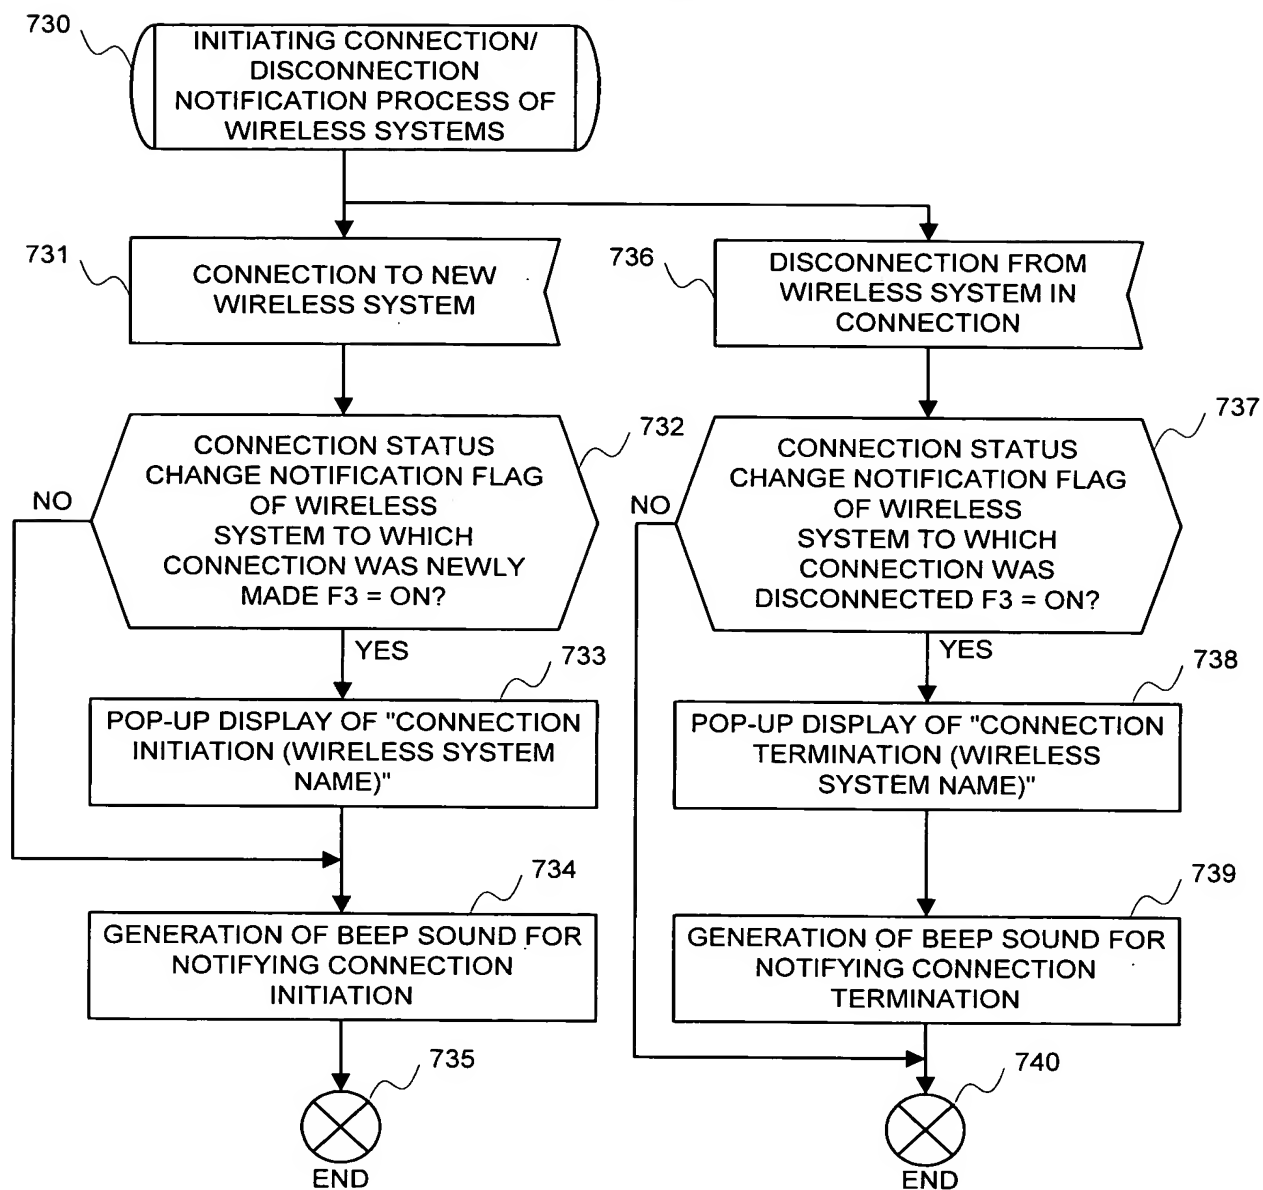 730
INITIATING CONNECTION/
DISCONNECTION
NOTIFICATION PROCESS OF
WIRELESS SYSTEMS
731
CONNECTION TO NEW
WIRELESS SYSTEM
732
CONNECTION STATUS
CHANGE NOTIFICATION FLAG
OF WIRELESS
SYSTEM TO WHICH
CONNECTION WAS NEWLY
MADE F3 = ON?
NO
YES
733
POP-UP DISPLAY OF "CONNECTION
INITIATION (WIRELESS SYSTEM
NAME)"
734
GENERATION OF BEEP SOUND FOR
NOTIFYING CONNECTION
INITIATION
735
END
736
DISCONNECTION FROM
WIRELESS SYSTEM IN
CONNECTION
737
CONNECTION STATUS
CHANGE NOTIFICATION FLAG
OF WIRELESS
SYSTEM TO WHICH
CONNECTION WAS
DISCONNECTED F3 = ON?
NO
YES
738
POP-UP DISPLAY OF "CONNECTION
TERMINATION (WIRELESS
SYSTEM NAME)"
739
GENERATION OF BEEP SOUND FOR
NOTIFYING CONNECTION
TERMINATION
740
END